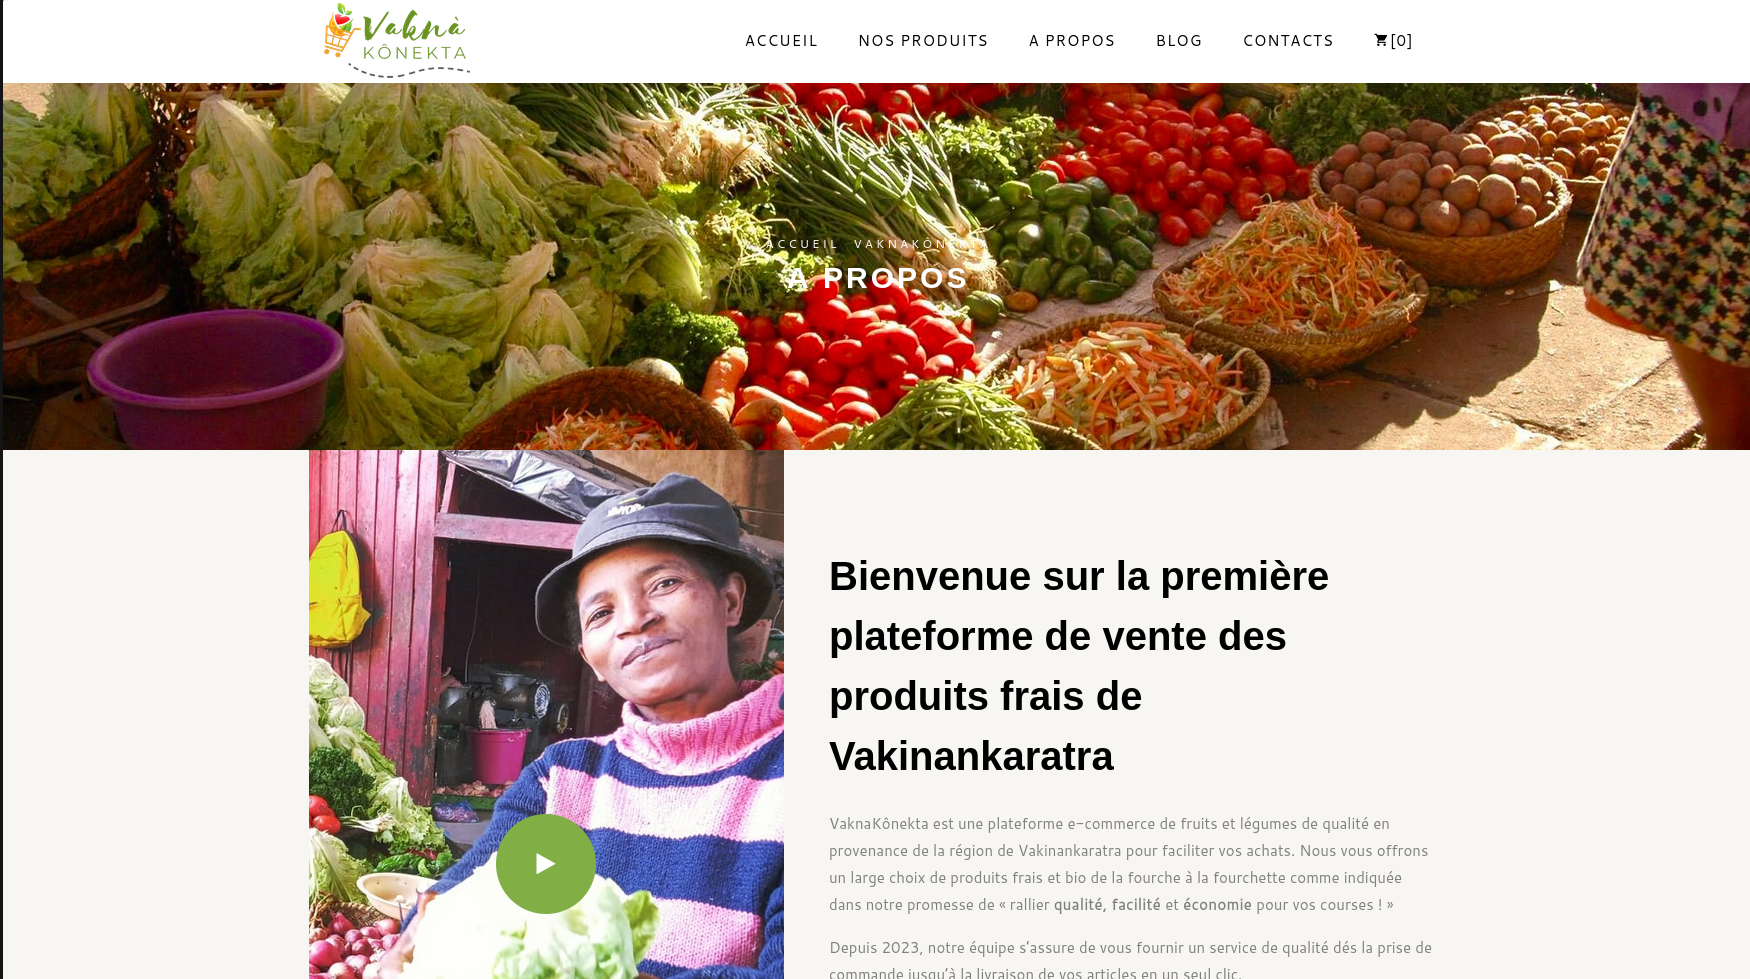 Vaknà
KÔNEKTA
ACCUEIL NOS PRODUITS A PROPOS BLOG CONTACTS [0]
ACCUEIL VAKNAKÔNEKTA
A PROPOS
Bienvenue sur la première
plateforme de vente des
produits frais de
Vakinankaratra
VaknaKônekta est une plateforme e-commerce de fruits et légumes de qualité en
provenance de la région de Vakinankaratra pour faciliter vos achats. Nous vous offrons
un large choix de produits frais et bio de la fourche à la fourchette comme indiquée
dans notre promesse de « rallier qualité, facilité et économie pour vos courses ! »
Depuis 2023, notre équipe s’assure de vous fournir un service de qualité dés la prise de
commande jusqu’à la livraison de vos articles en un seul clic.